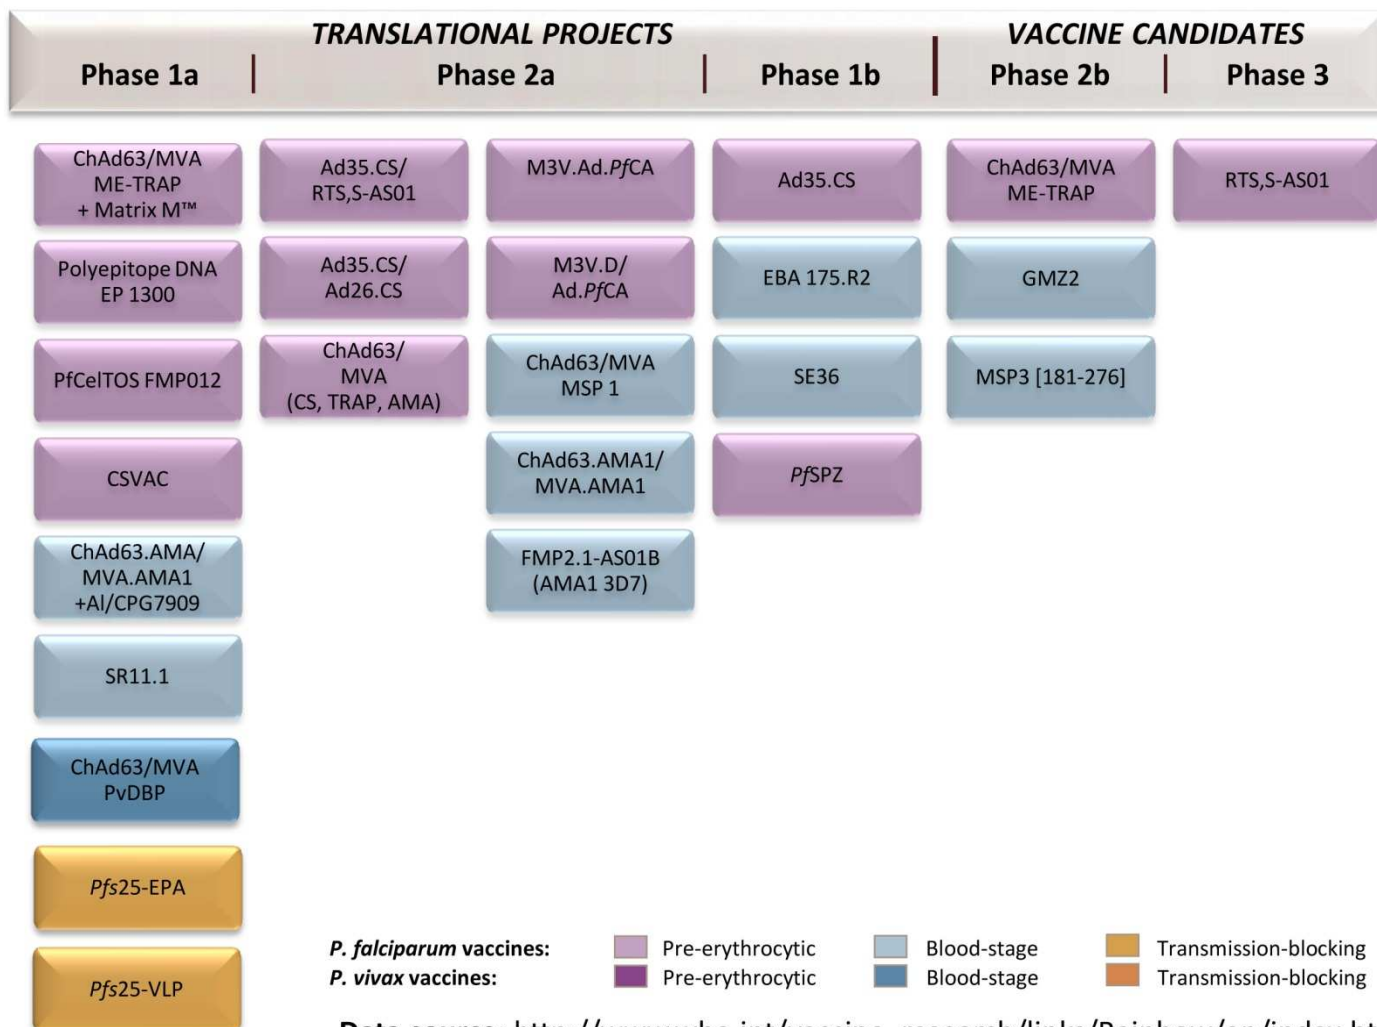 TRANSLATIONAL PROJECTS
VACCINE CANDIDATES
Phase 1a
Phase 2a
Phase 1b
Phase 2b
Phase 3
ChAd63/MVA
ME-TRAP
+ Matrix M™
Polyepitope DNA
EP 1300
PfCelTOS FMP012
CSVAC
ChAd63.AMA/
MVA.AMA1
+Al/CPG7909
SR11.1
ChAd63/MVA
PvDBP
Pfs25-EPA
Pfs25-VLP
Ad35.CS/
RTS,S-AS01
Ad35.CS/
Ad26.CS
ChAd63/
MVA
(CS, TRAP, AMA)
M3V.Ad.PfCA
M3V.D/
Ad.PfCA
ChAd63/MVA
MSP 1
ChAd63.AMA1/
MVA.AMA1
FMP2.1-AS01B
(AMA1 3D7)
Ad35.CS
EBA 175.R2
SE36
PfSPZ
ChAd63/MVA
ME-TRAP
GMZ2
MSP3 [181-276]
RTS,S-AS01
P. falciparum vaccines: Pre-erythrocytic Blood-stage Transmission-blocking
P. vivax vaccines: Pre-erythrocytic Blood-stage Transmission-blocking